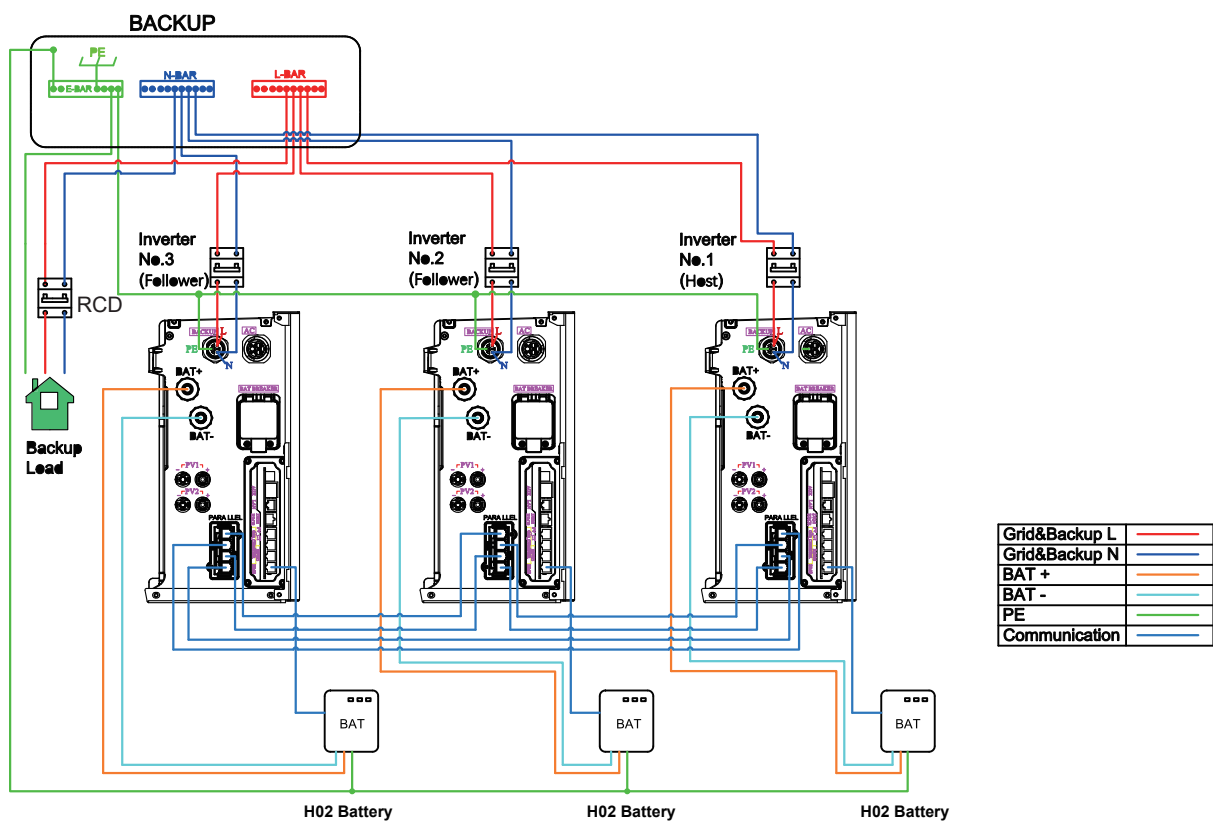 BACKUP
PE
E-BAR
N-BAR
L-BAR
Inverter
No.3
(Follower)
Inverter
No.2
(Follower)
Inverter
No.1
(Host)
RCD
BACKUP
L
AC
PE
N
BAT+
BAT-
BAT BREAKER
- PV1 +
- PV2 +
PARALLEL
BACKUP
L
AC
PE
N
BAT+
BAT-
BAT BREAKER
- PV1 +
- PV2 +
PARALLEL
BACKUP
L
AC
PE
N
BAT+
BAT-
BAT BREAKER
- PV1 +
- PV2 +
PARALLEL
Backup
Load
Grid&Backup L
Grid&Backup N
BAT +
BAT -
PE
Communication
BAT
BAT
BAT
H02 Battery
H02 Battery
H02 Battery